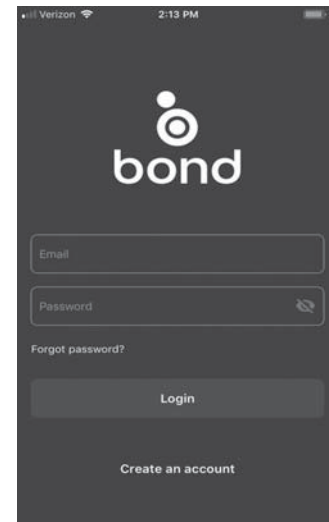 Verizon 2:13 PM
bond
Email
Password
Forgot password?
Login
Create an account